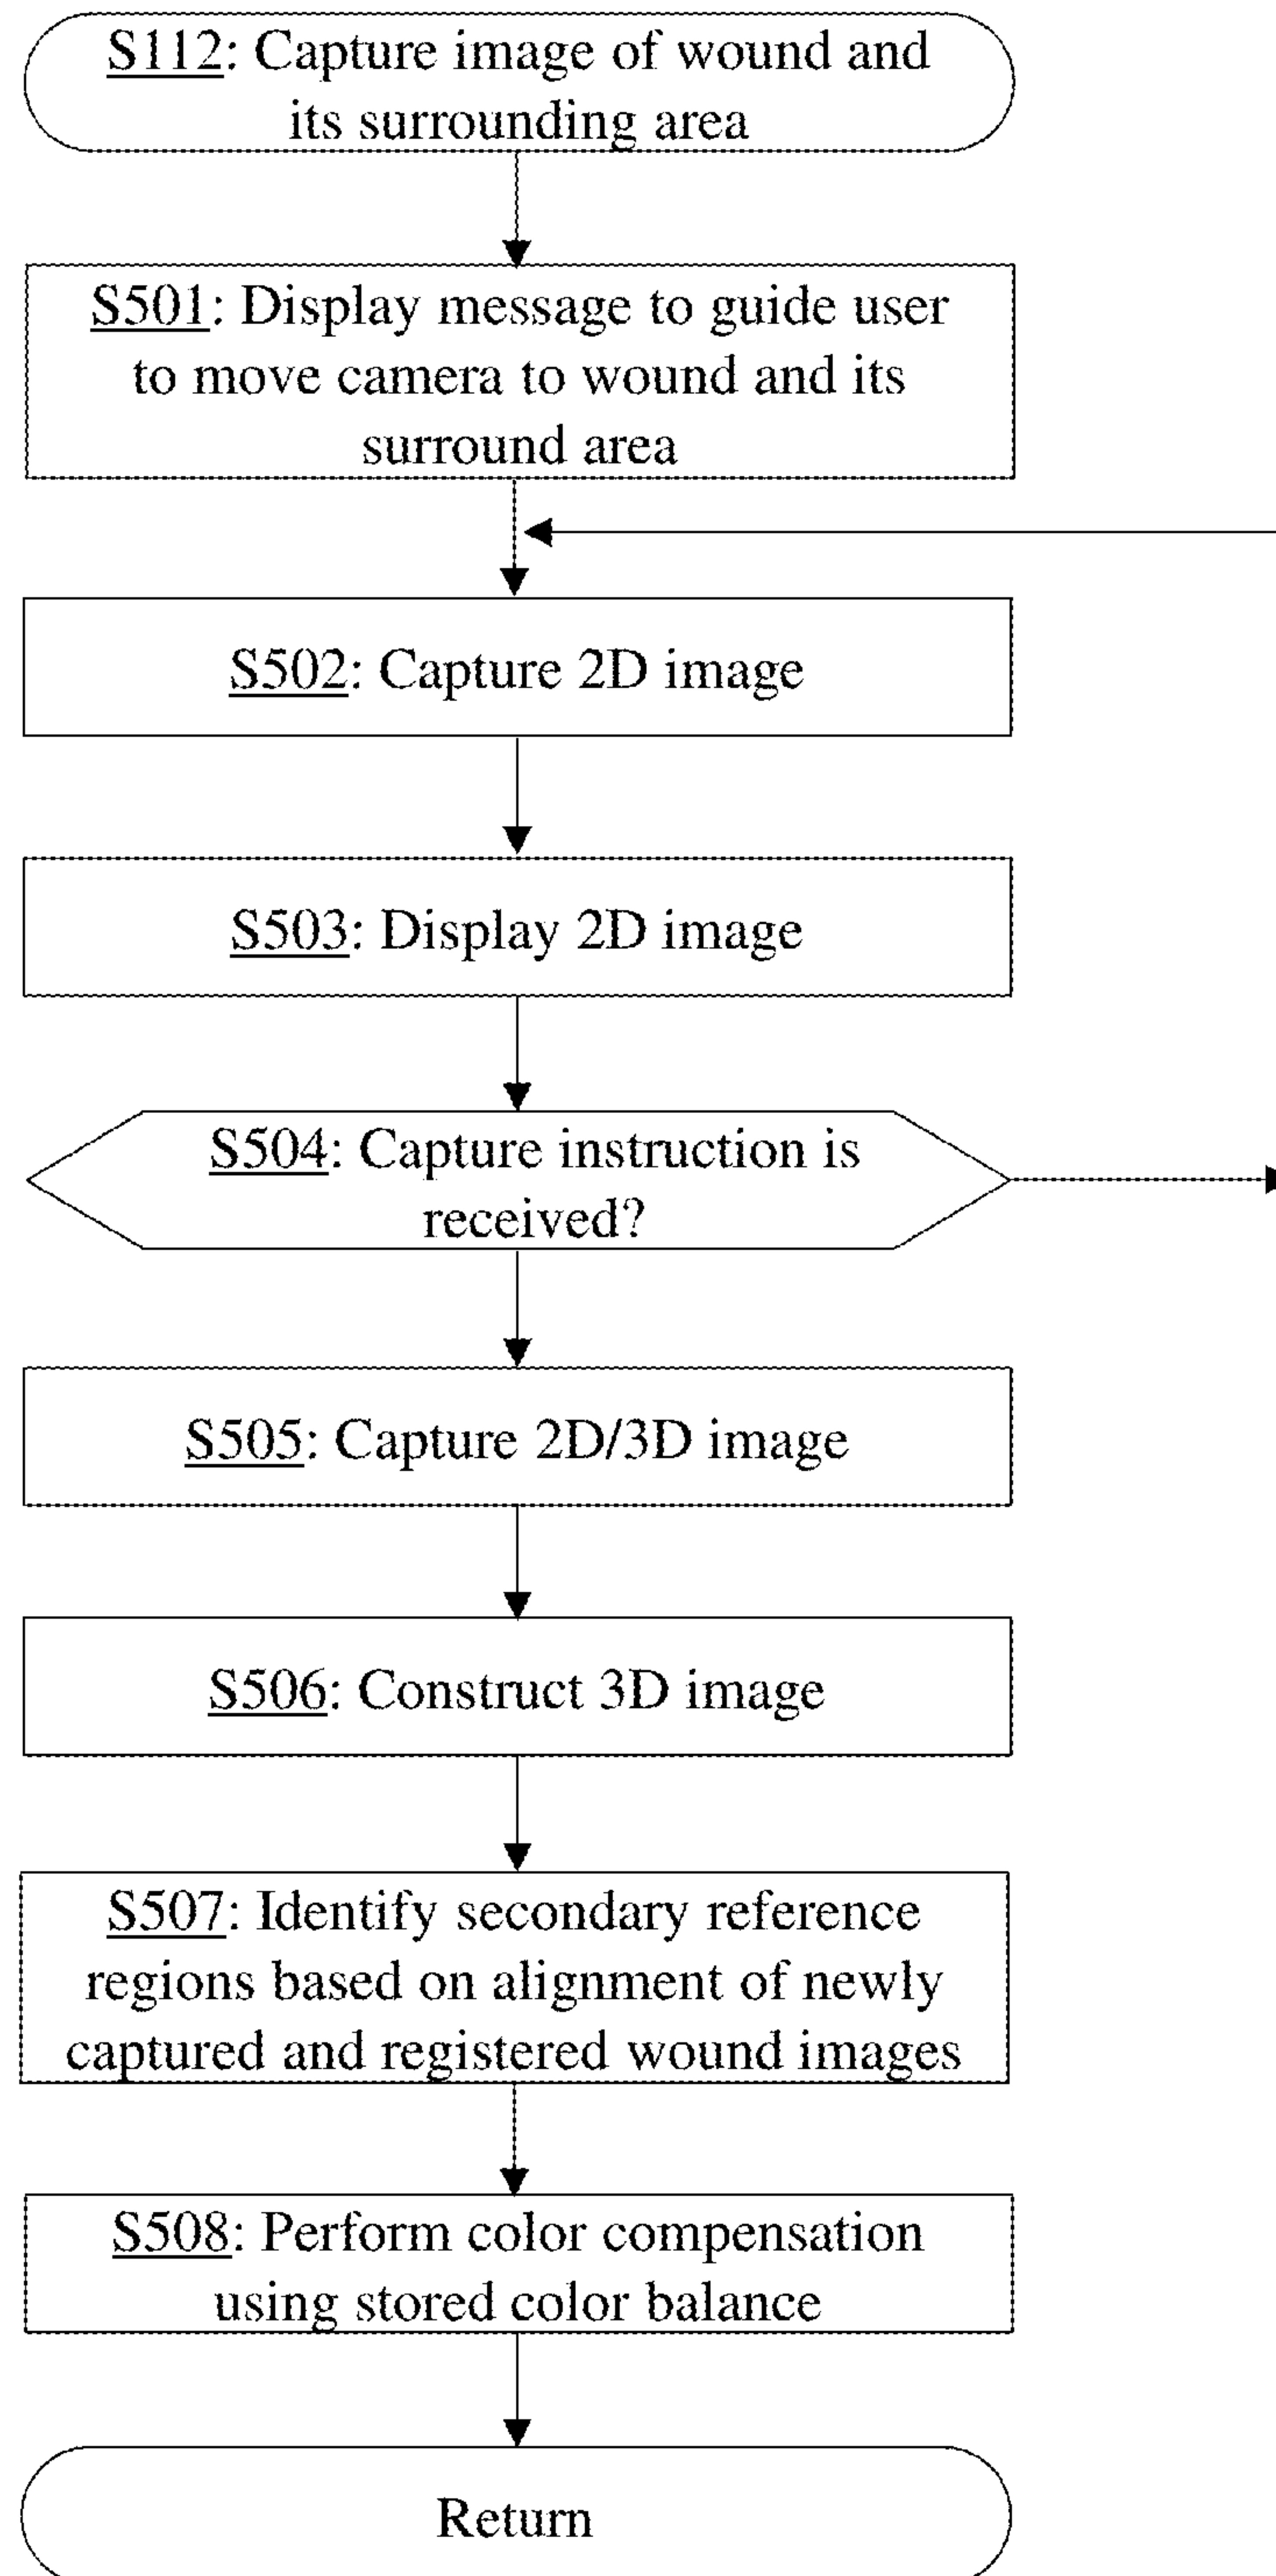 S112: Capture image of wound and
its surrounding area
S501: Display message to guide user
to move camera to wound and its
surround area
S502: Capture 2D image
S503: Display 2D image
S504: Capture instruction is
received?
S505: Capture 2D/3D image
S506: Construct 3D image
S507: Identify secondary reference
regions based on alignment of newly
captured and registered wound images
S508: Perform color compensation
using stored color balance
Return